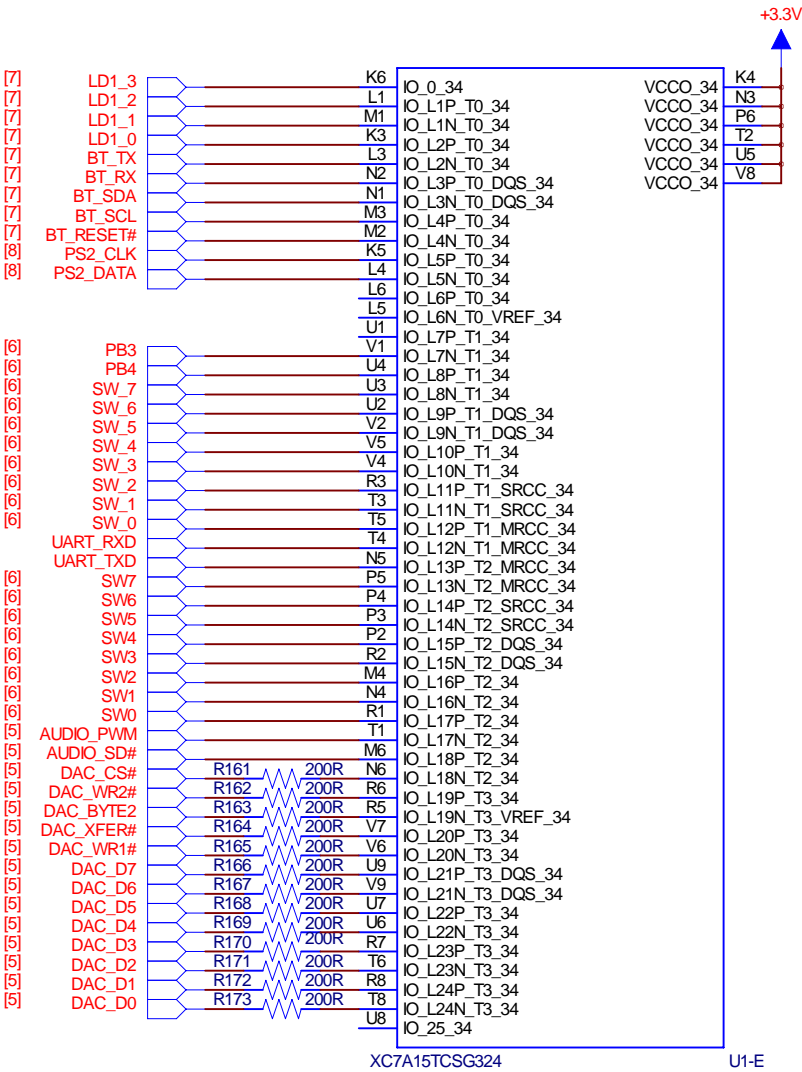 +3.3V
[7] LD1_3 K6 IO_0_34 VCCO_34 K4
[7] LD1_2 L1 IO_L1P_T0_34 VCCO_34 N3
[7] LD1_1 M1 IO_L1N_T0_34 VCCO_34 P6
[7] LD1_0 K3 IO_L2P_T0_34 VCCO_34 T2
[7] BT_TX L3 IO_L2N_T0_34 VCCO_34 U5
[7] BT_RX N2 IO_L3P_T0_DQS_34 VCCO_34 V8
[7] BT_SDA N1 IO_L3N_T0_DQS_34
[7] BT_SCL M3 IO_L4P_T0_34
[7] BT_RESET# M2 IO_L4N_T0_34
[8] PS2_CLK K5 IO_L5P_T0_34
[8] PS2_DATA L4 IO_L5N_T0_34
L6 IO_L6P_T0_34
L5 IO_L6N_T0_VREF_34
U1 IO_L7P_T1_34
[6] PB3 V1 IO_L7N_T1_34
[6] PB4 U4 IO_L8P_T1_34
[6] SW_7 U3 IO_L8N_T1_34
[6] SW_6 U2 IO_L9P_T1_DQS_34
[6] SW_5 V2 IO_L9N_T1_DQS_34
[6] SW_4 V5 IO_L10P_T1_34
[6] SW_3 V4 IO_L10N_T1_34
[6] SW_2 R3 IO_L11P_T1_SRCC_34
[6] SW_1 T3 IO_L11N_T1_SRCC_34
[6] SW_0 T5 IO_L12P_T1_MRCC_34
UART_RXD T4 IO_L12N_T1_MRCC_34
UART_TXD N5 IO_L13P_T2_MRCC_34
[6] SW7 P5 IO_L13N_T2_MRCC_34
[6] SW6 P4 IO_L14P_T2_SRCC_34
[6] SW5 P3 IO_L14N_T2_SRCC_34
[6] SW4 P2 IO_L15P_T2_DQS_34
[6] SW3 R2 IO_L15N_T2_DQS_34
[6] SW2 M4 IO_L16P_T2_34
[6] SW1 N4 IO_L16N_T2_34
[6] SW0 R1 IO_L17P_T2_34
[5] AUDIO_PWM T1 IO_L17N_T2_34
[5] AUDIO_SD# M6 IO_L18P_T2_34
[5] DAC_CS# R161 200R N6 IO_L18N_T2_34
[5] DAC_WR2# R162 200R R6 IO_L19P_T3_34
[5] DAC_BYTE2 R163 200R R5 IO_L19N_T3_VREF_34
[5] DAC_XFER# R164 200R V7 IO_L20P_T3_34
[5] DAC_WR1# R165 200R V6 IO_L20N_T3_34
[5] DAC_D7 R166 200R U9 IO_L21P_T3_DQS_34
[5] DAC_D6 R167 200R V9 IO_L21N_T3_DQS_34
[5] DAC_D5 R168 200R U7 IO_L22P_T3_34
[5] DAC_D4 R169 200R U6 IO_L22N_T3_34
[5] DAC_D3 R170 200R R7 IO_L23P_T3_34
[5] DAC_D2 R171 200R T6 IO_L23N_T3_34
[5] DAC_D1 R172 200R R8 IO_L24P_T3_34
[5] DAC_D0 R173 200R T8 IO_L24N_T3_34
U8 IO_25_34
XC7A15TCSG324 U1-E